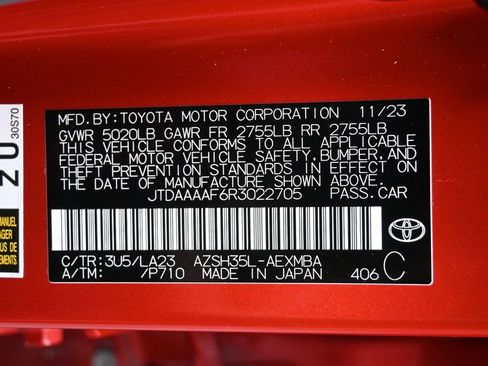 MFD.BY:TOYOTA MOTOR CORPORATION 11/23
GVWR 5020LB GAWR FR 2755LB RR 2755LB
THIS VEHICLE CONFORMS TO ALL APPLICABLE
FEDERAL MOTOR VEHICLE SAFETY,BUMPER,AND
THEFT PREVENTION STANDARDS IN EFFECT ON
THE DATE OF MANUFACTURE SHOWN ABOVE.
JTDAAAAF6R3022705 PASS.CAR
C/TR:3U5/LA23 AZSH35L-AEXMBA
A/TM: /P710 MADE IN JAPAN 406 C
30S70
MANUEL